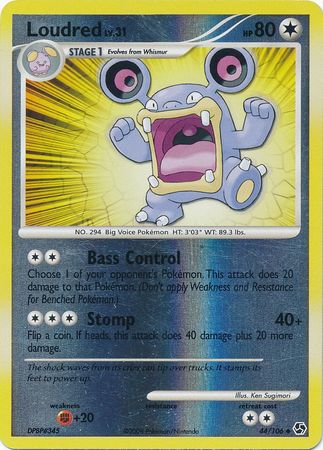 Loudred LV.31 HP 80
STAGE 1 Evolves from Whismur
NO. 294 Big Voice Pokémon HT: 3'03" WT: 89.3 lbs.
Bass Control
Choose 1 of your opponent's Pokémon. This attack does 20
damage to that Pokémon. (Don't apply Weakness and Resistance
for Benched Pokémon.)
Stomp 40+
Flip a coin. If heads, this attack does 40 damage plus 20 more
damage.
The shock waves from its cries can tip over trucks. It stamps its
feet to power up.
Illus. Ken Sugimori
weakness resistance retreat cost
+20
DPBP#345 ©2009 Pokémon/Nintendo 44/106